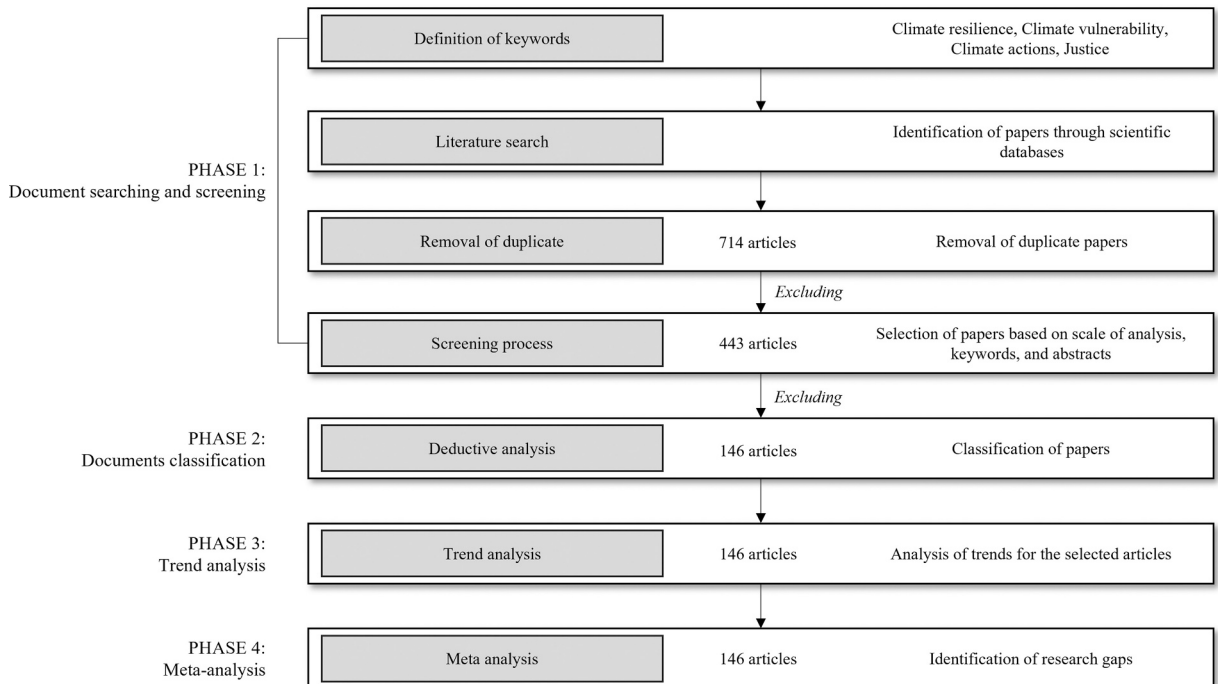 Definition of keywords
Climate resilience, Climate vulnerability,
Climate actions, Justice
PHASE 1:
Document searching and screening
Literature search
Identification of papers through scientific
databases
Removal of duplicate
714 articles
Removal of duplicate papers
Excluding
Screening process
443 articles
Selection of papers based on scale of analysis,
keywords, and abstracts
Excluding
PHASE 2:
Documents classification
Deductive analysis
146 articles
Classification of papers
PHASE 3:
Trend analysis
Trend analysis
146 articles
Analysis of trends for the selected articles
PHASE 4:
Meta-analysis
Meta analysis
146 articles
Identification of research gaps